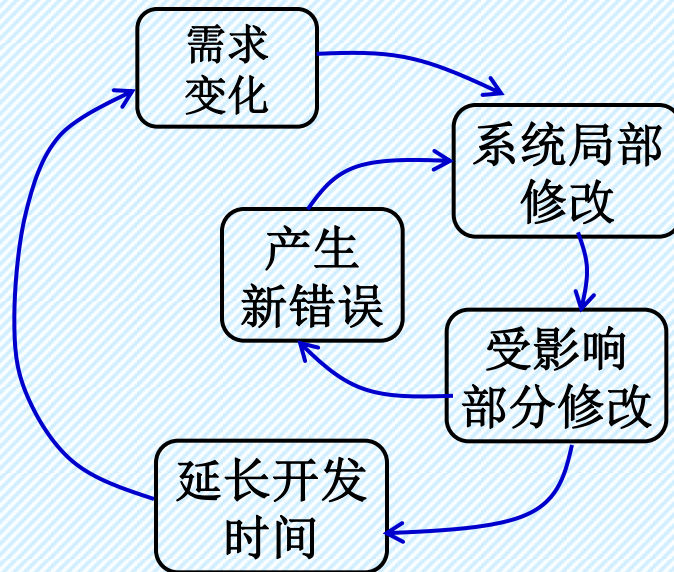 需求
变化
系统局部
修改
产生
新错误
受影响
部分修改
延长开发
时间